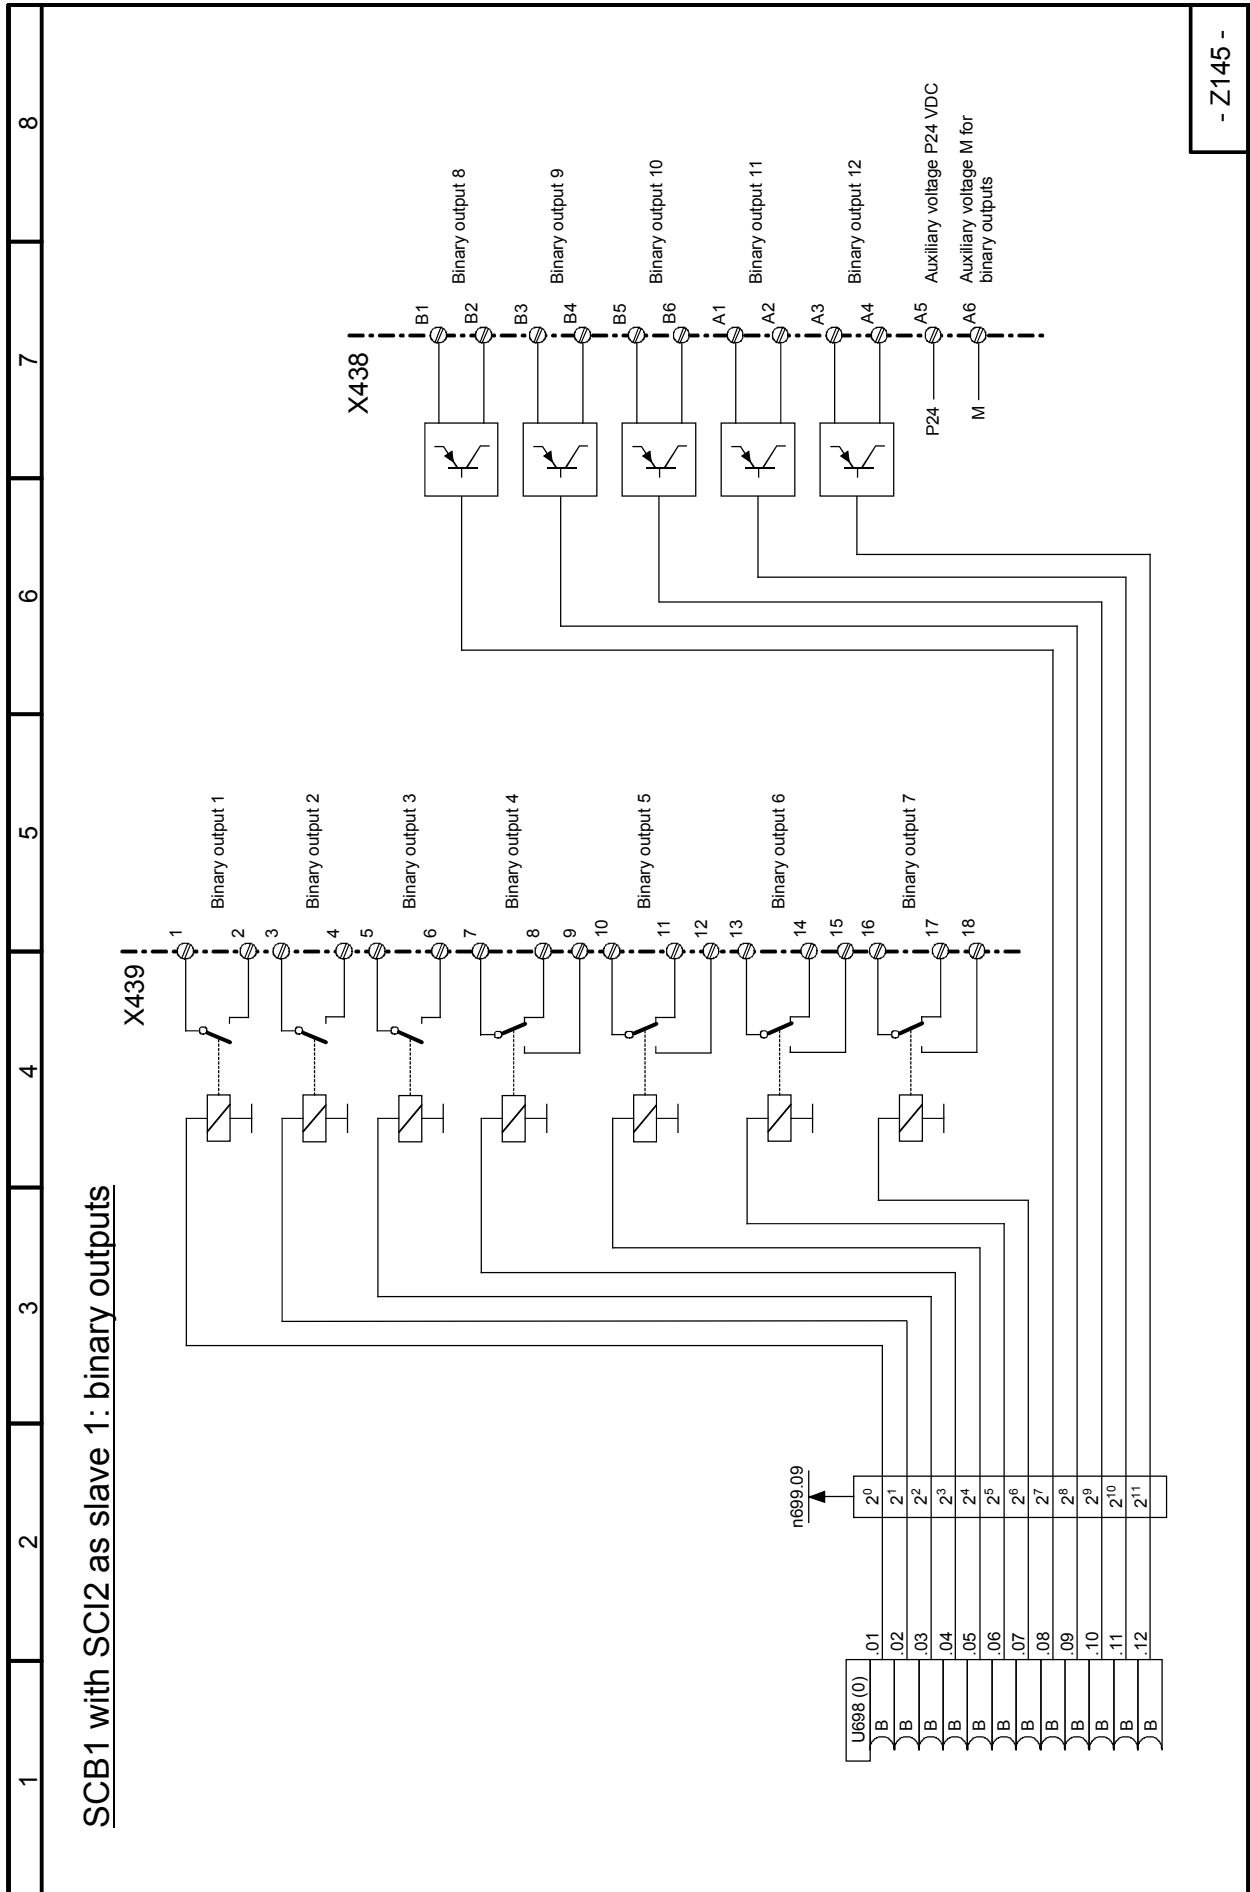 1 2 3 4 5 6 7 8
SCB1 with SCI2 as slave 1: binary outputs
X439
1
2
Binary output 1
3
4
Binary output 2
5
6
Binary output 3
7
8
9
Binary output 4
10
11
12
Binary output 5
13
14
15
Binary output 6
16
17
18
Binary output 7
X438
B1
B2
Binary output 8
B3
B4
Binary output 9
B5
B6
Binary output 10
A1
A2
Binary output 11
A3
A4
Binary output 12
P24
A5
Auxiliary voltage P24 VDC
M
A6
Auxiliary voltage M for
binary outputs
n699.09
U698 (0)
B .01 2⁰
B .02 2¹
B .03 2²
B .04 2³
B .05 2⁴
B .06 2⁵
B .07 2⁶
B .08 2⁷
B .09 2⁸
B .10 2⁹
B .11 2¹⁰
B .12 2¹¹
- Z145 -